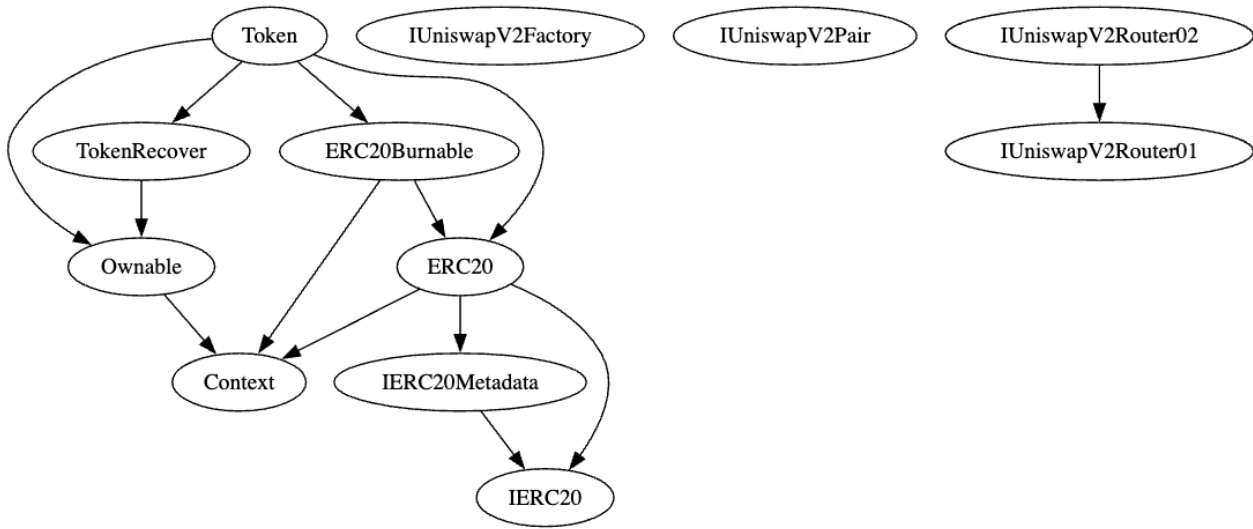 Token
IUniswapV2Factory
IUniswapV2Pair
IUniswapV2Router02
TokenRecover
ERC20Burnable
IUniswapV2Router01
Ownable
ERC20
Context
IERC20Metadata
IERC20